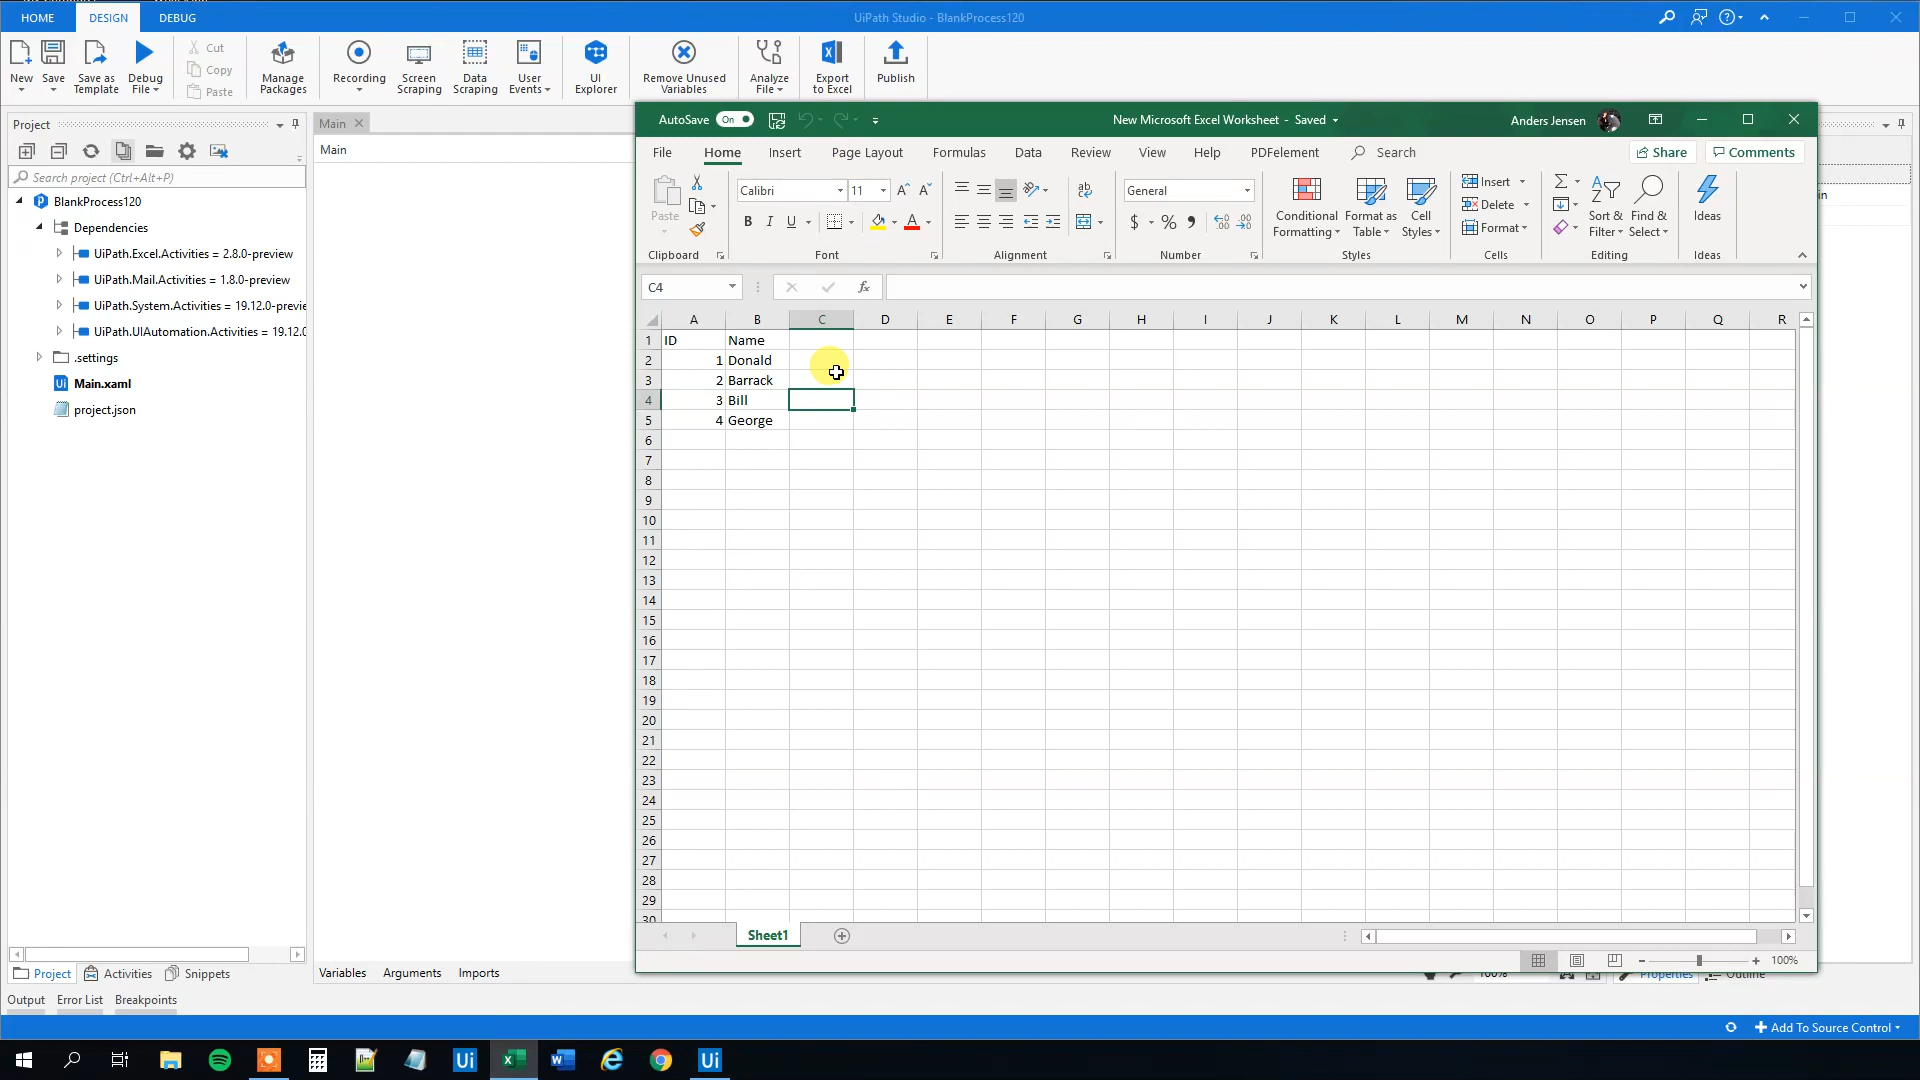 HOME DESIGN DEBUG UiPath Studio - BlankProcess120
New Save Save as Template Debug File Cut Copy Paste Manage Packages Recording Screen Scraping Data Scraping User Events UI Explorer Remove Unused Variables Analyze File Export to Excel Publish
Project
Search project (Ctrl+Alt+P)
BlankProcess120
Dependencies
UiPath.Excel.Activities = 2.8.0-preview
UiPath.Mail.Activities = 1.8.0-preview
UiPath.System.Activities = 19.12.0-previe
UiPath.UIAutomation.Activities = 19.12.0
.settings
Ui Main.xaml
project.json
Project Activities Snippets
Output Error List Breakpoints
Main
Main
Variables Arguments Imports
AutoSave On New Microsoft Excel Worksheet - Saved Anders Jensen
File Home Insert Page Layout Formulas Data Review View Help PDFelement Search Share Comments
Paste Calibri 11 General Insert
B I U $ % Conditional Formatting Format as Table Cell Styles Delete Sort & Filter Find & Select Ideas
Format
Clipboard Font Alignment Number Styles Cells Editing Ideas
C4 fx
A B C D E F G H I J K L M N O P Q R
1 ID Name
2 1 Donald
3 2 Barrack
4 3 Bill
5 4 George
6
7
8
9
10
11
12
13
14
15
16
17
18
19
20
21
22
23
24
25
26
27
28
29
30
Sheet1
100%
100% Properties Outline
Add To Source Control
Ui Ui